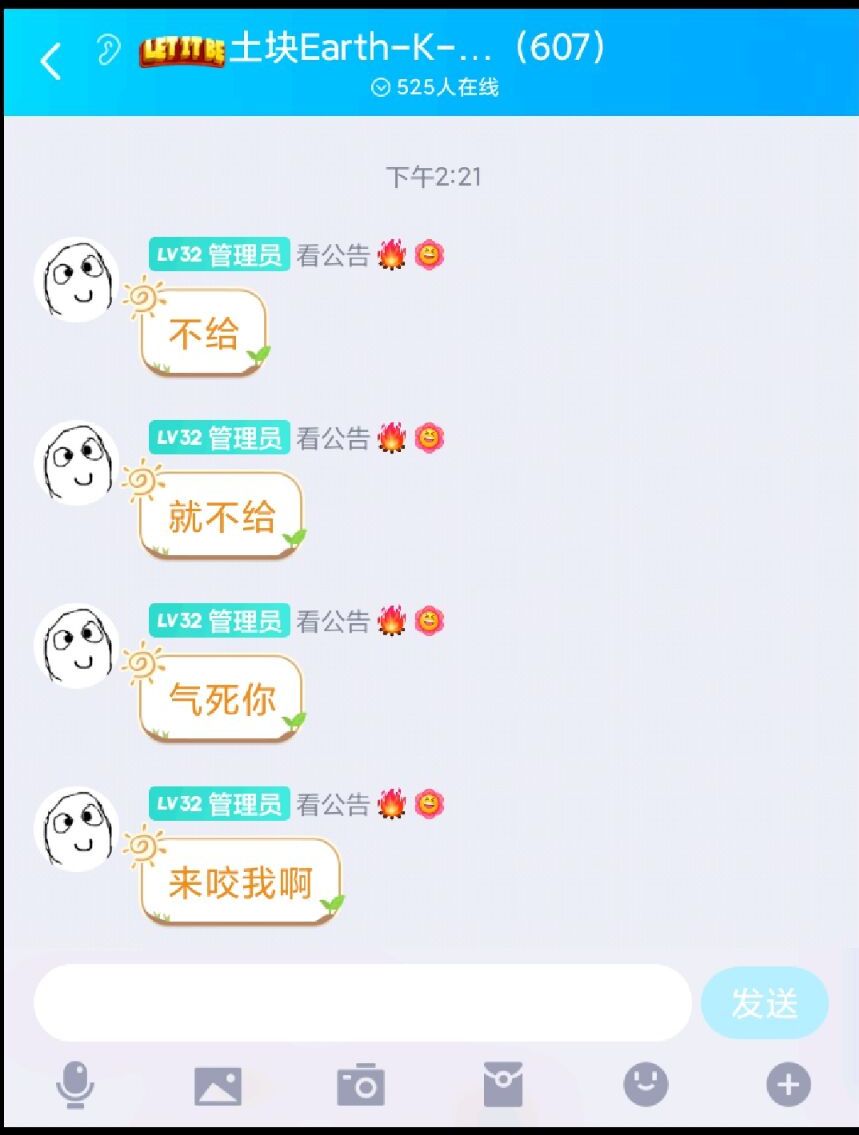 LET IT BE土块Earth-K-...（607）
525人在线
下午2:21
LV32 管理员 看公告
不给
LV32 管理员 看公告
就不给
LV32 管理员 看公告
气死你
LV32 管理员 看公告
来咬我啊
发送